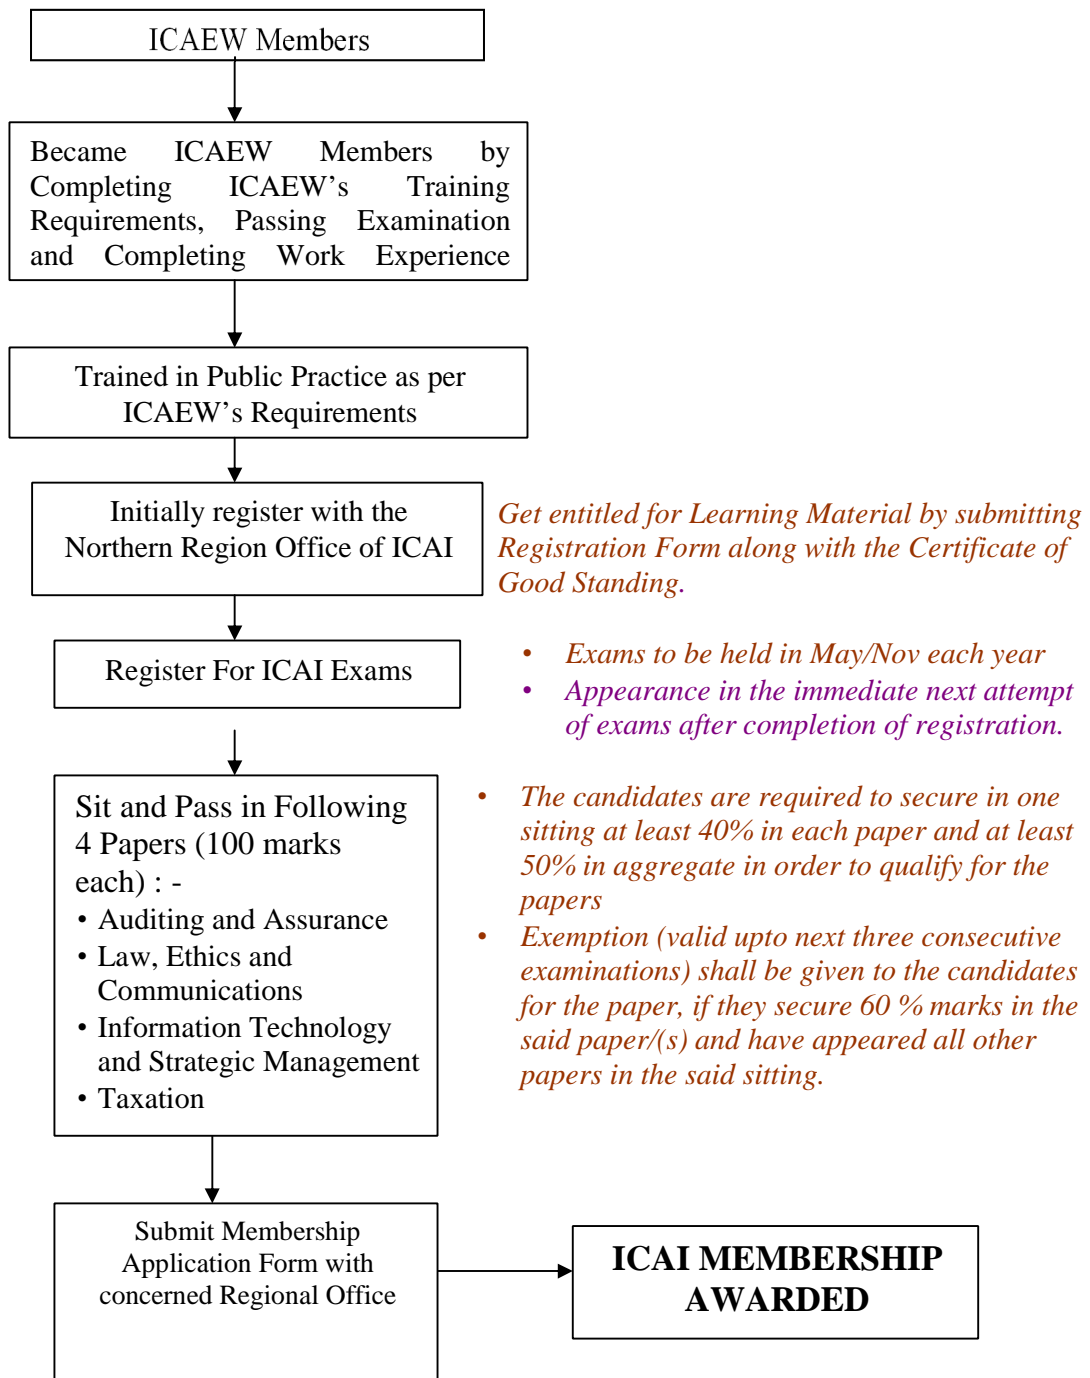 ICAEW Members
Became ICAEW Members by
Completing ICAEW’s Training
Requirements, Passing Examination
and Completing Work Experience
Trained in Public Practice as per
ICAEW’s Requirements
Initially register with the
Northern Region Office of ICAI
Get entitled for Learning Material by submitting
Registration Form along with the Certificate of
Good Standing.
Register For ICAI Exams
• Exams to be held in May/Nov each year
• Appearance in the immediate next attempt
of exams after completion of registration.
Sit and Pass in Following
4 Papers (100 marks
each) : -
• Auditing and Assurance
• Law, Ethics and
Communications
• Information Technology
and Strategic Management
• Taxation
• The candidates are required to secure in one
sitting at least 40% in each paper and at least
50% in aggregate in order to qualify for the
papers
• Exemption (valid upto next three consecutive
examinations) shall be given to the candidates
for the paper, if they secure 60 % marks in the
said paper/(s) and have appeared all other
papers in the said sitting.
Submit Membership
Application Form with
concerned Regional Office
ICAI MEMBERSHIP
AWARDED